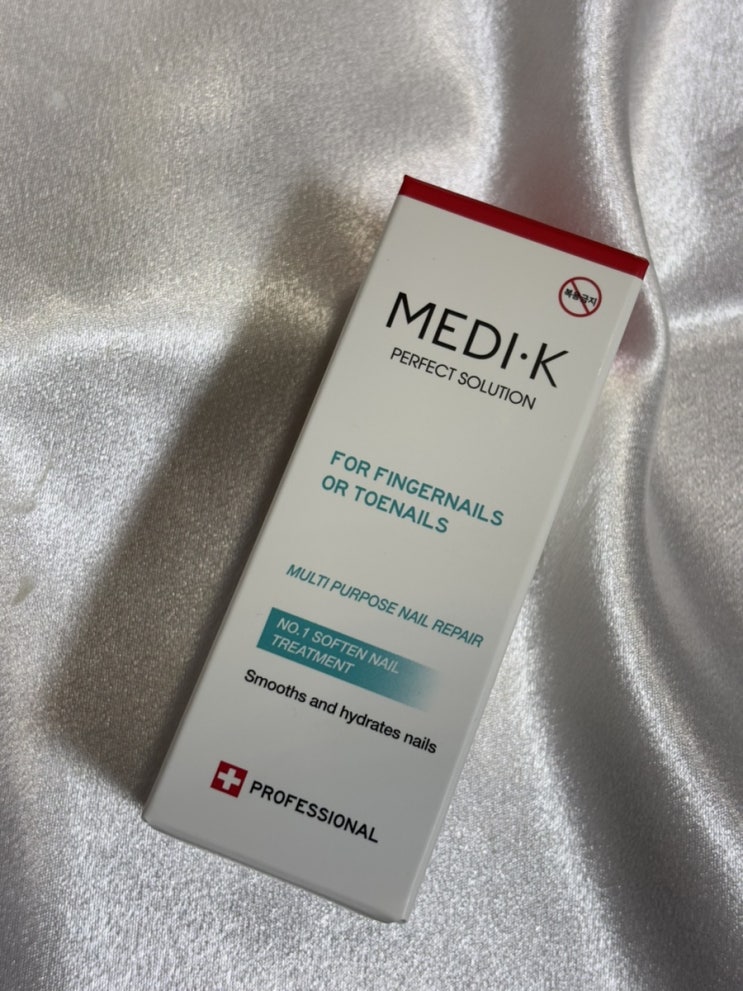 복용금지
MEDI·K
PERFECT SOLUTION
FOR FINGERNAILS
OR TOENAILS
MULTI PURPOSE NAIL REPAIR
NO.1 SOFTEN NAIL
TREATMENT
Smooths and hydrates nails
PROFESSIONAL